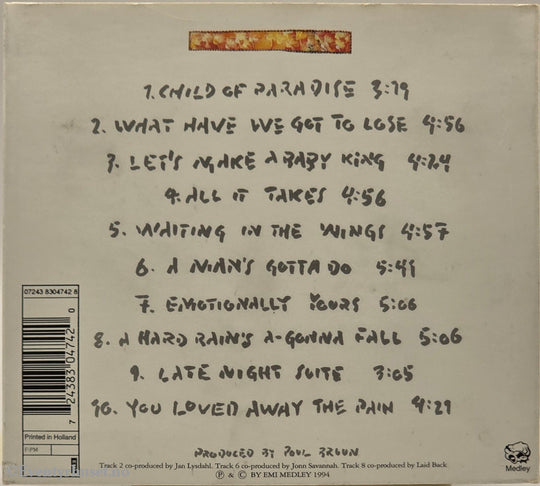 1. CHILD OF PARADISE 3:19
2. WHAT HAVE WE GOT TO LOSE 4:56
3. LET'S MAKE A BABY KING 4:24
4. ALL IT TAKES 4:56
5. WAITING IN THE WINGS 4:57
6. A MAN'S GOTTA DO 5:41
7. EMOTIONALLY YOURS 5:06
8. A HARD RAIN'S A-GONNA FALL 5:06
9. LATE NIGHT SUITE 3:05
10. YOU LOVED AWAY THE PAIN 4:29
07243 8304742 8
7 24383 04742 0
Printed in Holland
PRODUCED BY POUL BRUUN
Track 2 co-produced by Jan Lysdahl. Track 6 co-produced by Jonn Savannah. Track 8 co-produced by Laid Back.
Ⓟ & © BY EMI MEDLEY 1994
Medley